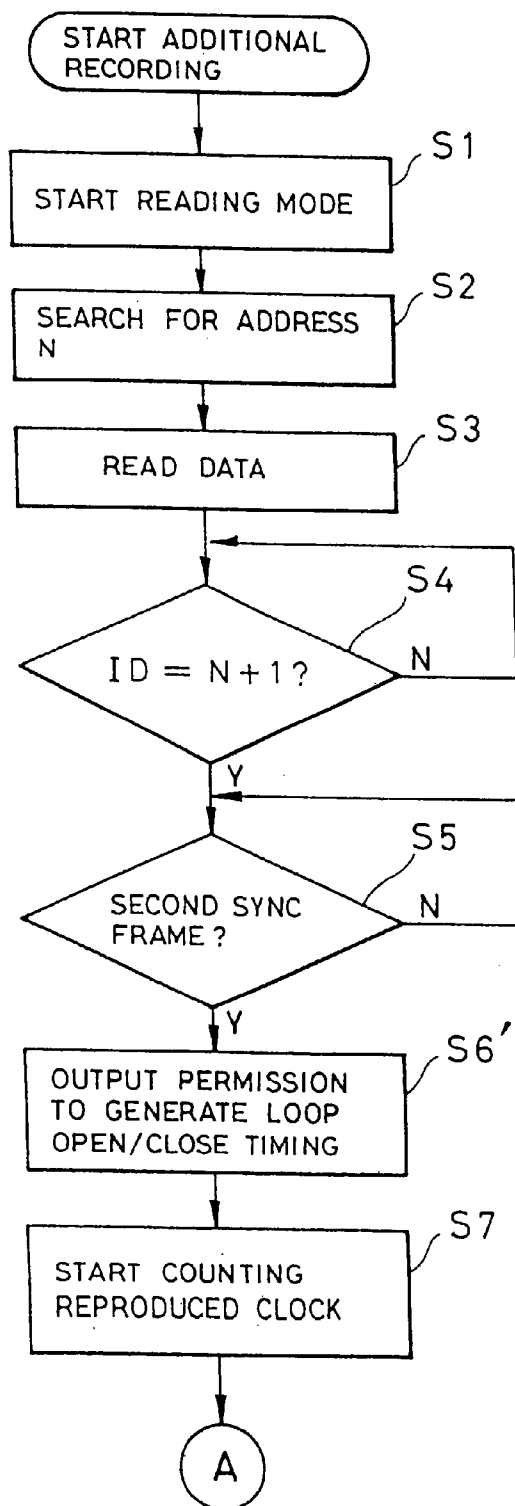 START ADDITIONAL
RECORDING
S1
START READING MODE
S2
SEARCH FOR ADDRESS
N
S3
READ DATA
S4
ID = N+1?
N
Y
S5
SECOND SYNC
FRAME?
N
Y
S6'
OUTPUT PERMISSION
TO GENERATE LOOP
OPEN/CLOSE TIMING
S7
START COUNTING
REPRODUCED CLOCK
A